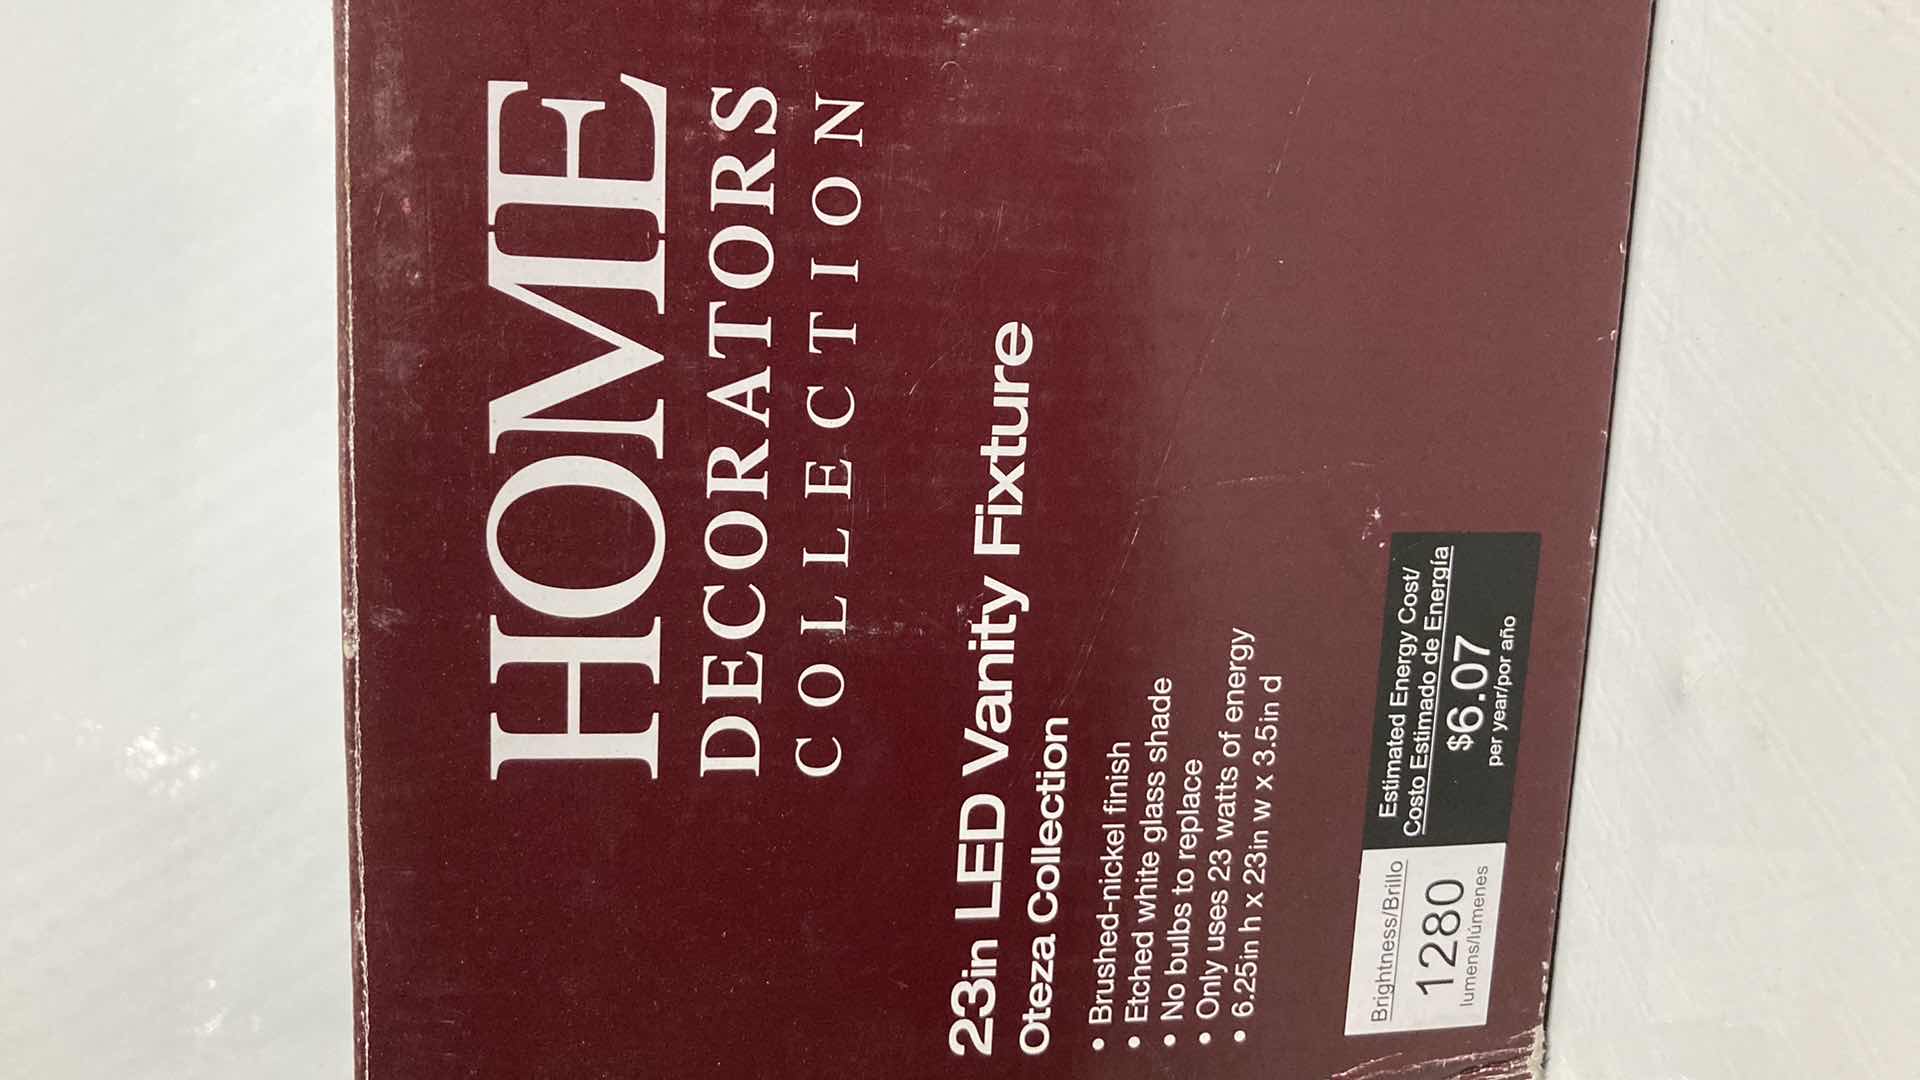 HOME
DECORATORS
COLLECTION
23in LED Vanity Fixture
Oteza Collection
• Brushed-nickel finish
• Etched white glass shade
• No bulbs to replace
• Only uses 23 watts of energy
• 6.25in h x 23in w x 3.5in d
Brightness/Brillo
1280
lumens/lúmenes
Estimated Energy Cost/
Costo Estimado de Energía
$6.07
per year/por año